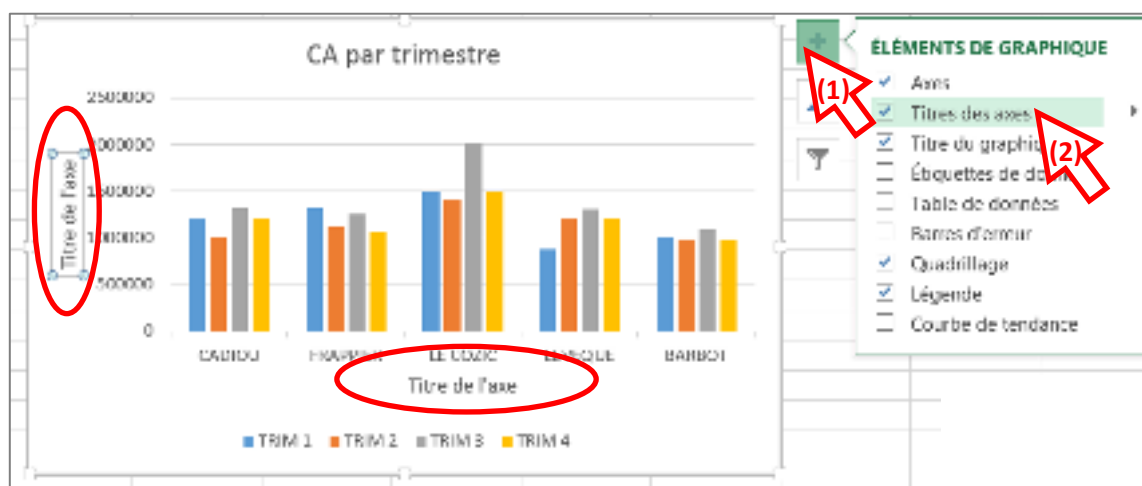 CA par trimestre
2500000
2000000
1500000
1000000
500000
0
Titre de l'axe
CADIOU FRAPPIER LE COZIC LEVEQUE BARBOT
Titre de l'axe
TRIM 1 TRIM 2 TRIM 3 TRIM 4
ÉLÉMENTS DE GRAPHIQUE
(1)
Axes
Titres des axes
Titre du graphique
(2)
Étiquettes de
Table de données
Barres d'erreur
Quadrillage
Légende
Courbe de tendance